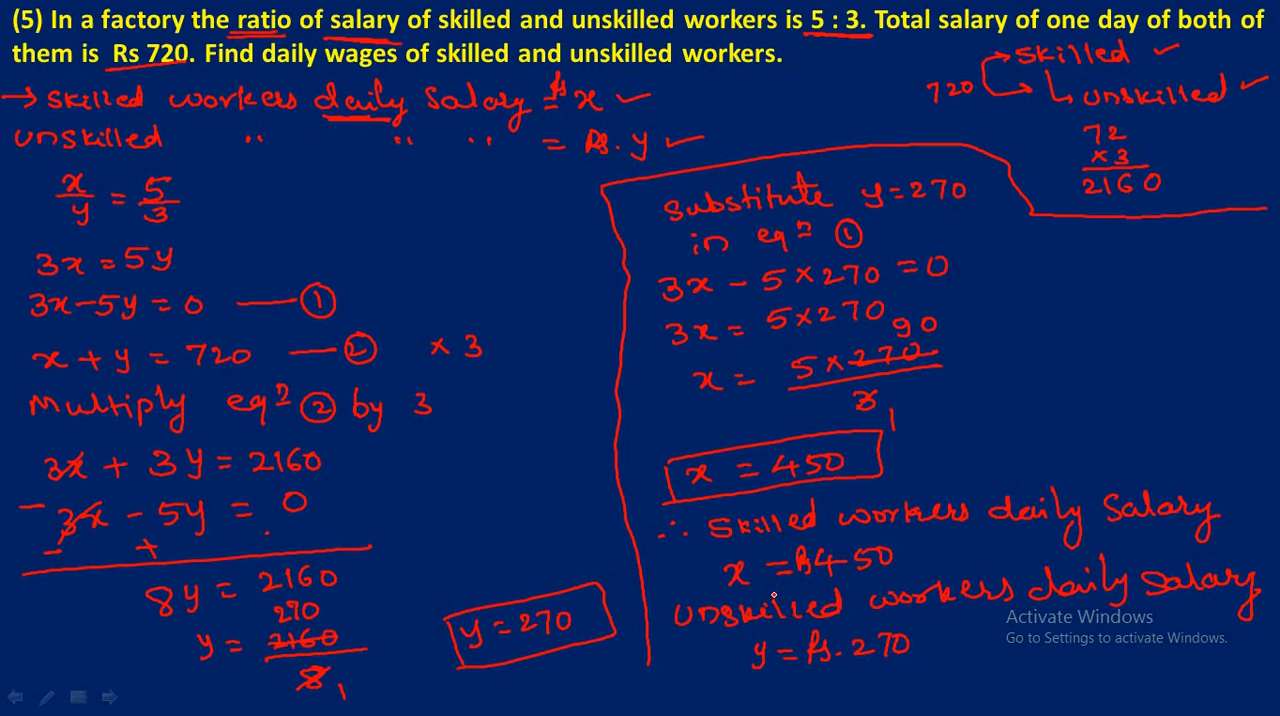 (5) In a factory the ratio of salary of skilled and unskilled workers is 5 : 3. Total salary of one day of both of
them is Rs 720. Find daily wages of skilled and unskilled workers.
→ Skilled workers daily Salary = Rs x ✓
Unskilled " " " = Rs. y ✓
x/y = 5/3
3x = 5y
3x - 5y = 0 — ①
x + y = 720 — ② × 3
Multiply eqn ② by 3
3x + 3y = 2160
- 3x - 5y = 0
- +
8y = 2160
270
y = 2160/8 1
y = 270
720 → Skilled ✓
→ Unskilled ✓
72
× 3
2160
Substitute y = 270
in eqn ①
3x - 5 × 270 = 0
3x = 5 × 270
90
x = 5 × 270/3 1
x = 450
∴ Skilled workers daily Salary
x = Rs 450
Unskilled workers daily Salary
y = Rs. 270
Activate Windows
Go to Settings to activate Windows.